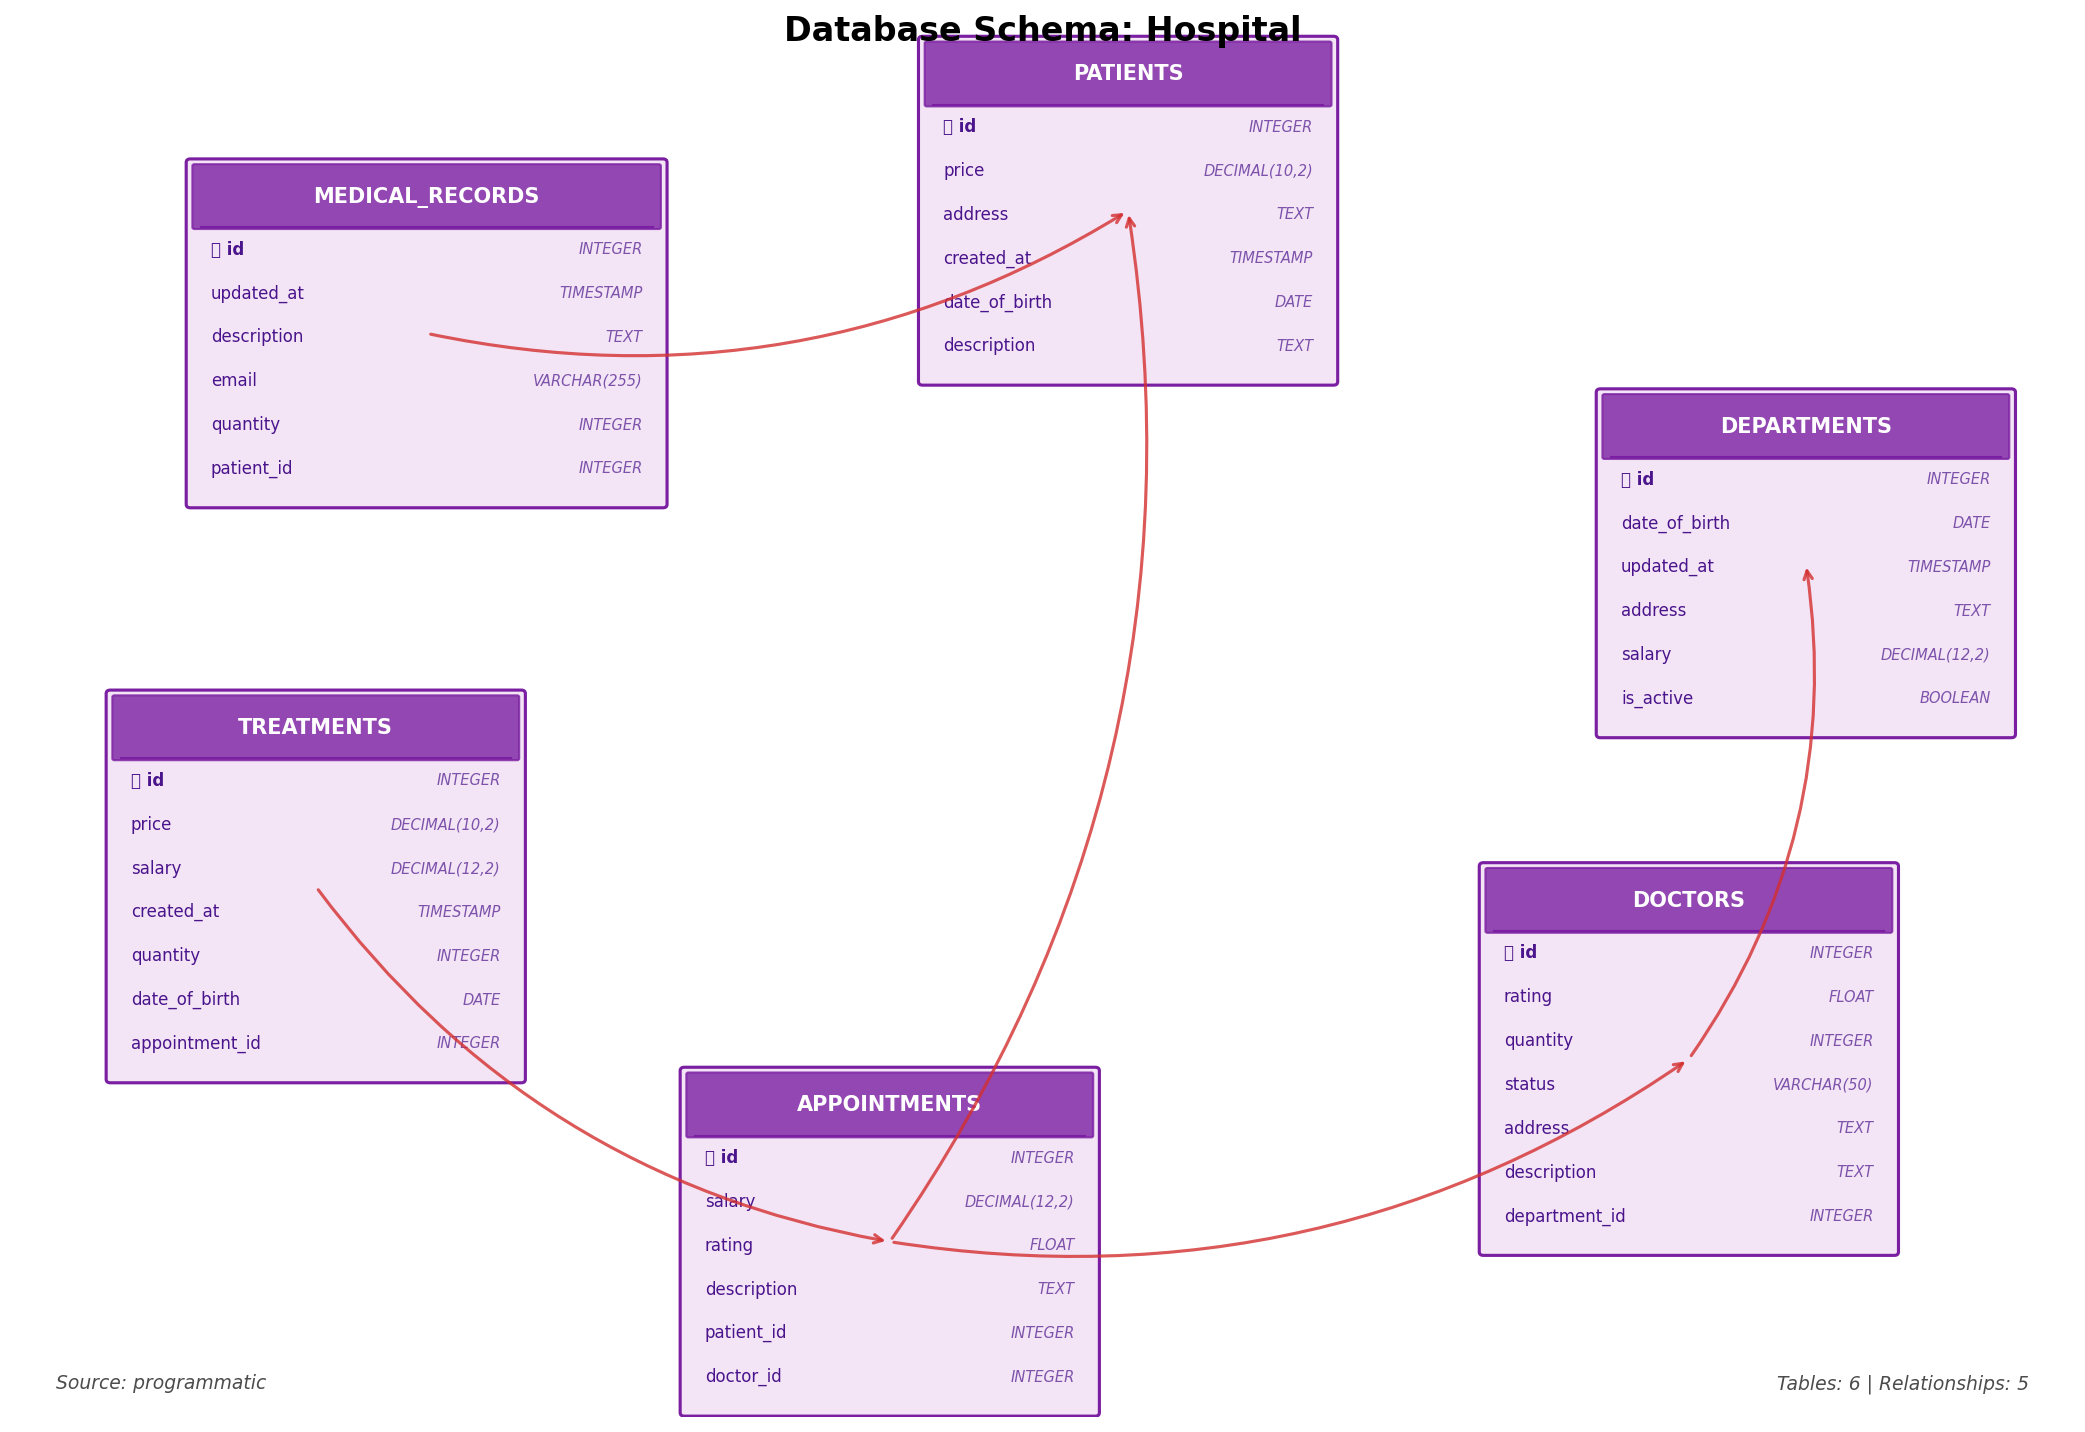 Database Schema: Hospital
PATIENTS
id INTEGER
price DECIMAL(10,2)
address TEXT
created_at TIMESTAMP
date_of_birth DATE
description TEXT
MEDICAL_RECORDS
id INTEGER
updated_at TIMESTAMP
description TEXT
email VARCHAR(255)
quantity INTEGER
patient_id INTEGER
DEPARTMENTS
id INTEGER
date_of_birth DATE
updated_at TIMESTAMP
address TEXT
salary DECIMAL(12,2)
is_active BOOLEAN
TREATMENTS
id INTEGER
price DECIMAL(10,2)
salary DECIMAL(12,2)
created_at TIMESTAMP
quantity INTEGER
date_of_birth DATE
appointment_id INTEGER
DOCTORS
id INTEGER
rating FLOAT
quantity INTEGER
status VARCHAR(50)
address TEXT
description TEXT
department_id INTEGER
APPOINTMENTS
id INTEGER
salary DECIMAL(12,2)
rating FLOAT
description TEXT
patient_id INTEGER
doctor_id INTEGER
Source: programmatic
Tables: 6 | Relationships: 5